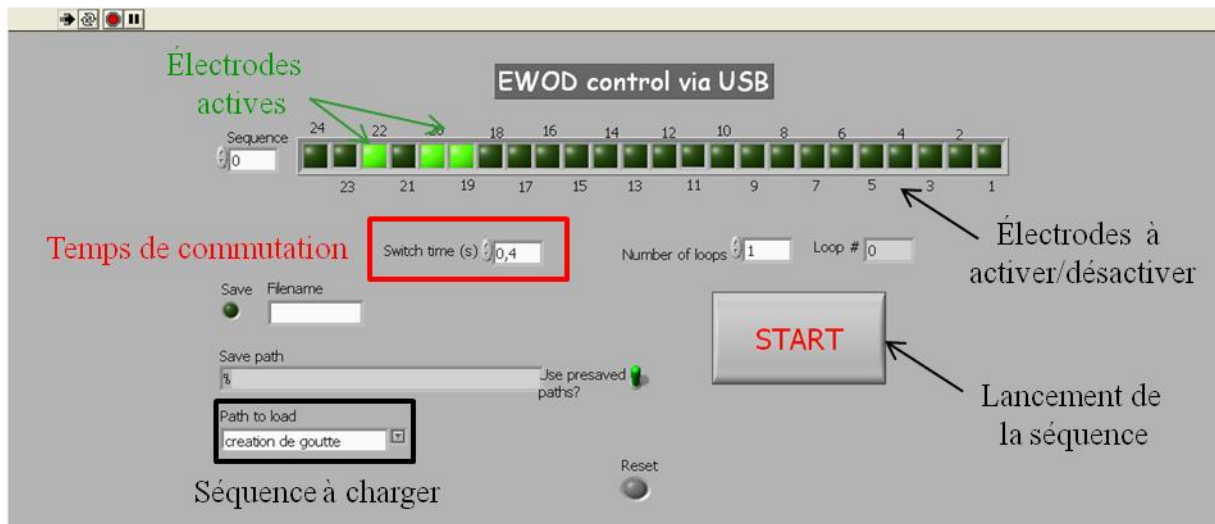 Électrodes
actives
EWOD control via USB
Sequence
0
24 22 20 18 16 14 12 10 8 6 4 2
23 21 19 17 15 13 11 9 7 5 3 1
Temps de commutation
Switch time (s) 0,4
Number of loops 1
Loop # 0
Électrodes à
activer/désactiver
Save Filename
START
Save path
%
Use presaved
paths?
Path to load
creation de goutte
Lancement de
la séquence
Séquence à charger
Reset